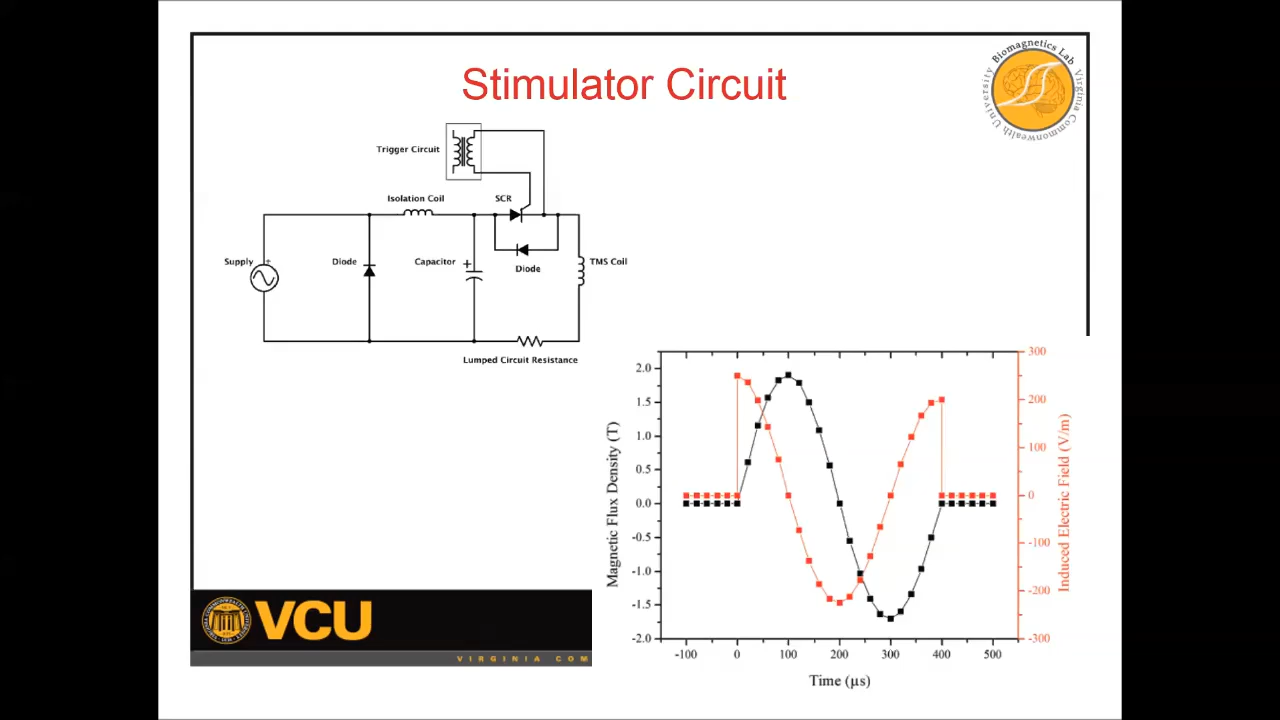 Stimulator Circuit
Biomagnetics Lab
Virginia Commonwealth University
Trigger Circuit
Isolation Coil
SCR
Supply
+
Diode
Capacitor
+
Diode
TMS Coil
Lumped Circuit Resistance
Magnetic Flux Density (T)
2.0
1.5
1.0
0.5
0.0
-0.5
-1.0
-1.5
-2.0
300
200
100
0
-100
-200
-300
Induced Electric Field (V/m)
-100 0 100 200 300 400 500
Time (µs)
VCU
VIRGINIA COM